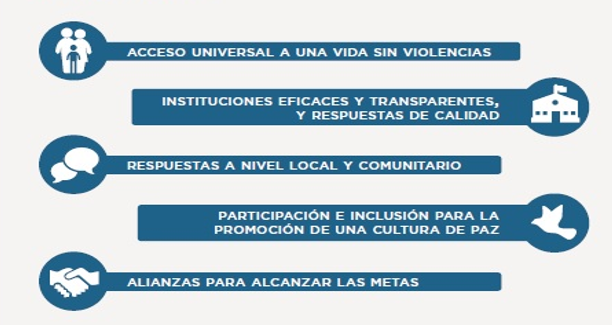 ACCESO UNIVERSAL A UNA VIDA SIN VIOLENCIAS
INSTITUCIONES EFICACES Y TRANSPARENTES,
Y RESPUESTAS DE CALIDAD
RESPUESTAS A NIVEL LOCAL Y COMUNITARIO
PARTICIPACIÓN E INCLUSIÓN PARA LA
PROMOCIÓN DE UNA CULTURA DE PAZ
ALIANZAS PARA ALCANZAR LAS METAS